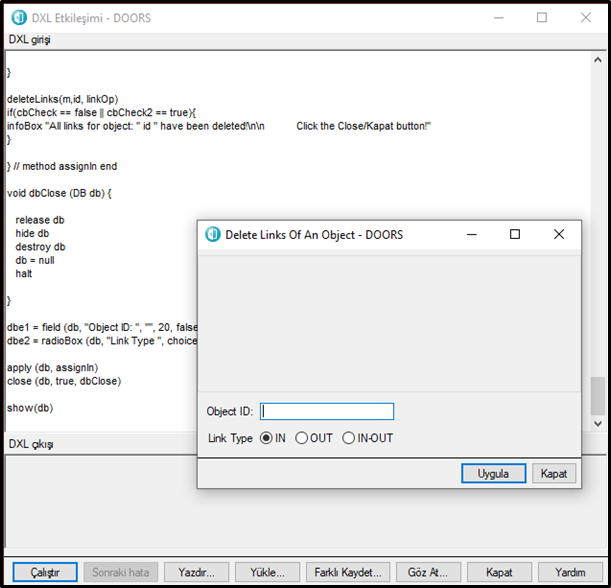 DXL Etkileşimi - DOORS
DXL girişi
}
deleteLinks(m,id, linkOp)
if(cbCheck == false || cbCheck2 == true){
infoBox "All links for object: " id " have been deleted!\n\n Click the Close/Kapat button!"
}
} // method assignIn end
void dbClose (DB db) {
release db
hide db
destroy db
db = null
halt
}
dbe1 = field (db, "Object ID: ", "", 20, false
dbe2 = radioBox (db, "Link Type ", choice
apply (db, assignIn)
close (db, true, dbClose)
show(db)
DXL çıkışı
Delete Links Of An Object - DOORS
Object ID:
Link Type IN OUT IN-OUT
Uygula Kapat
Çalıştır Sonraki hata Yazdır... Yükle... Farklı Kaydet... Göz At... Kapat Yardım